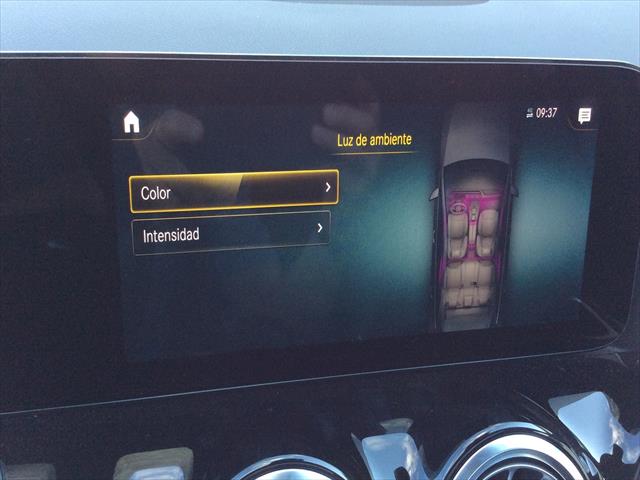 09:37
Luz de ambiente
Color
Intensidad